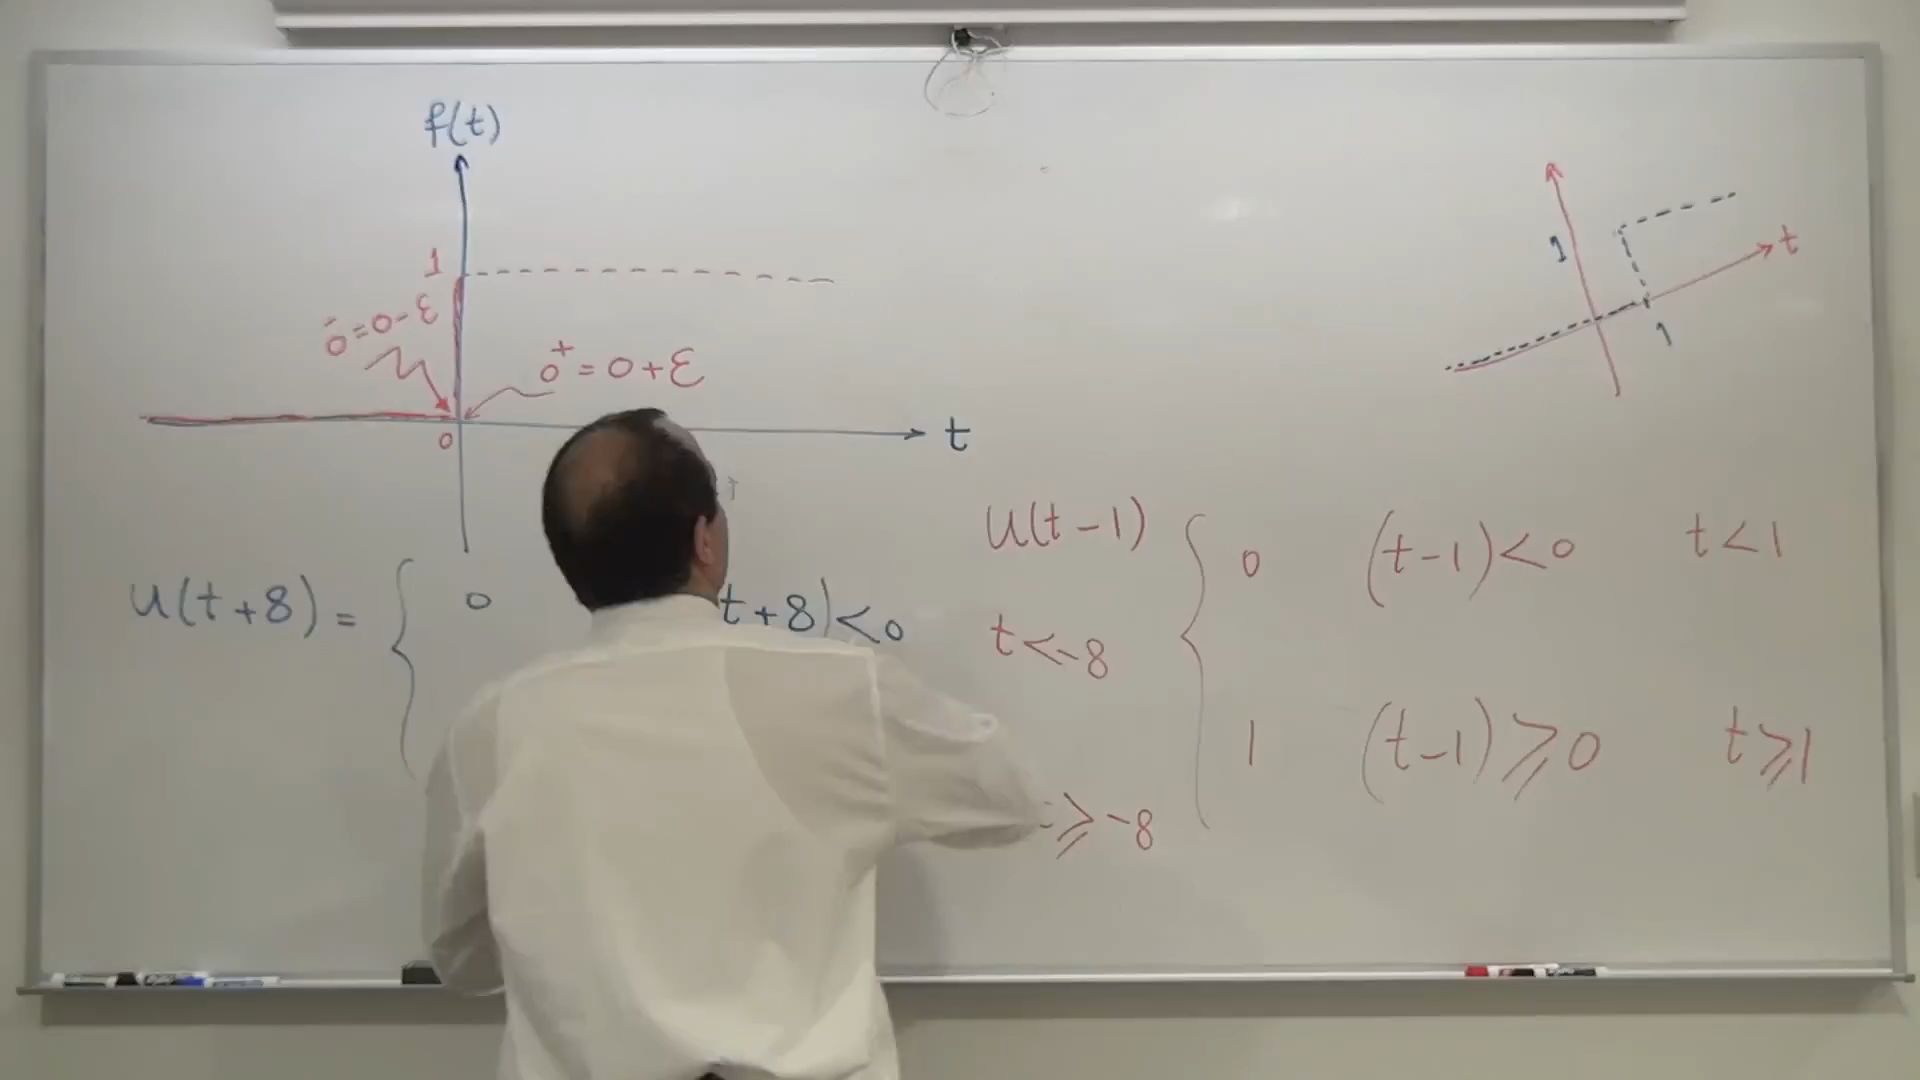 f(t)
1
0⁻=0-ε
0⁺=0+ε
0
t
1
t
1
u(t+8)= { 0 t+8)<0 t<-8
≥-8
u(t-1) { 0 (t-1)<0 t<1
1 (t-1)≥0 t≥1